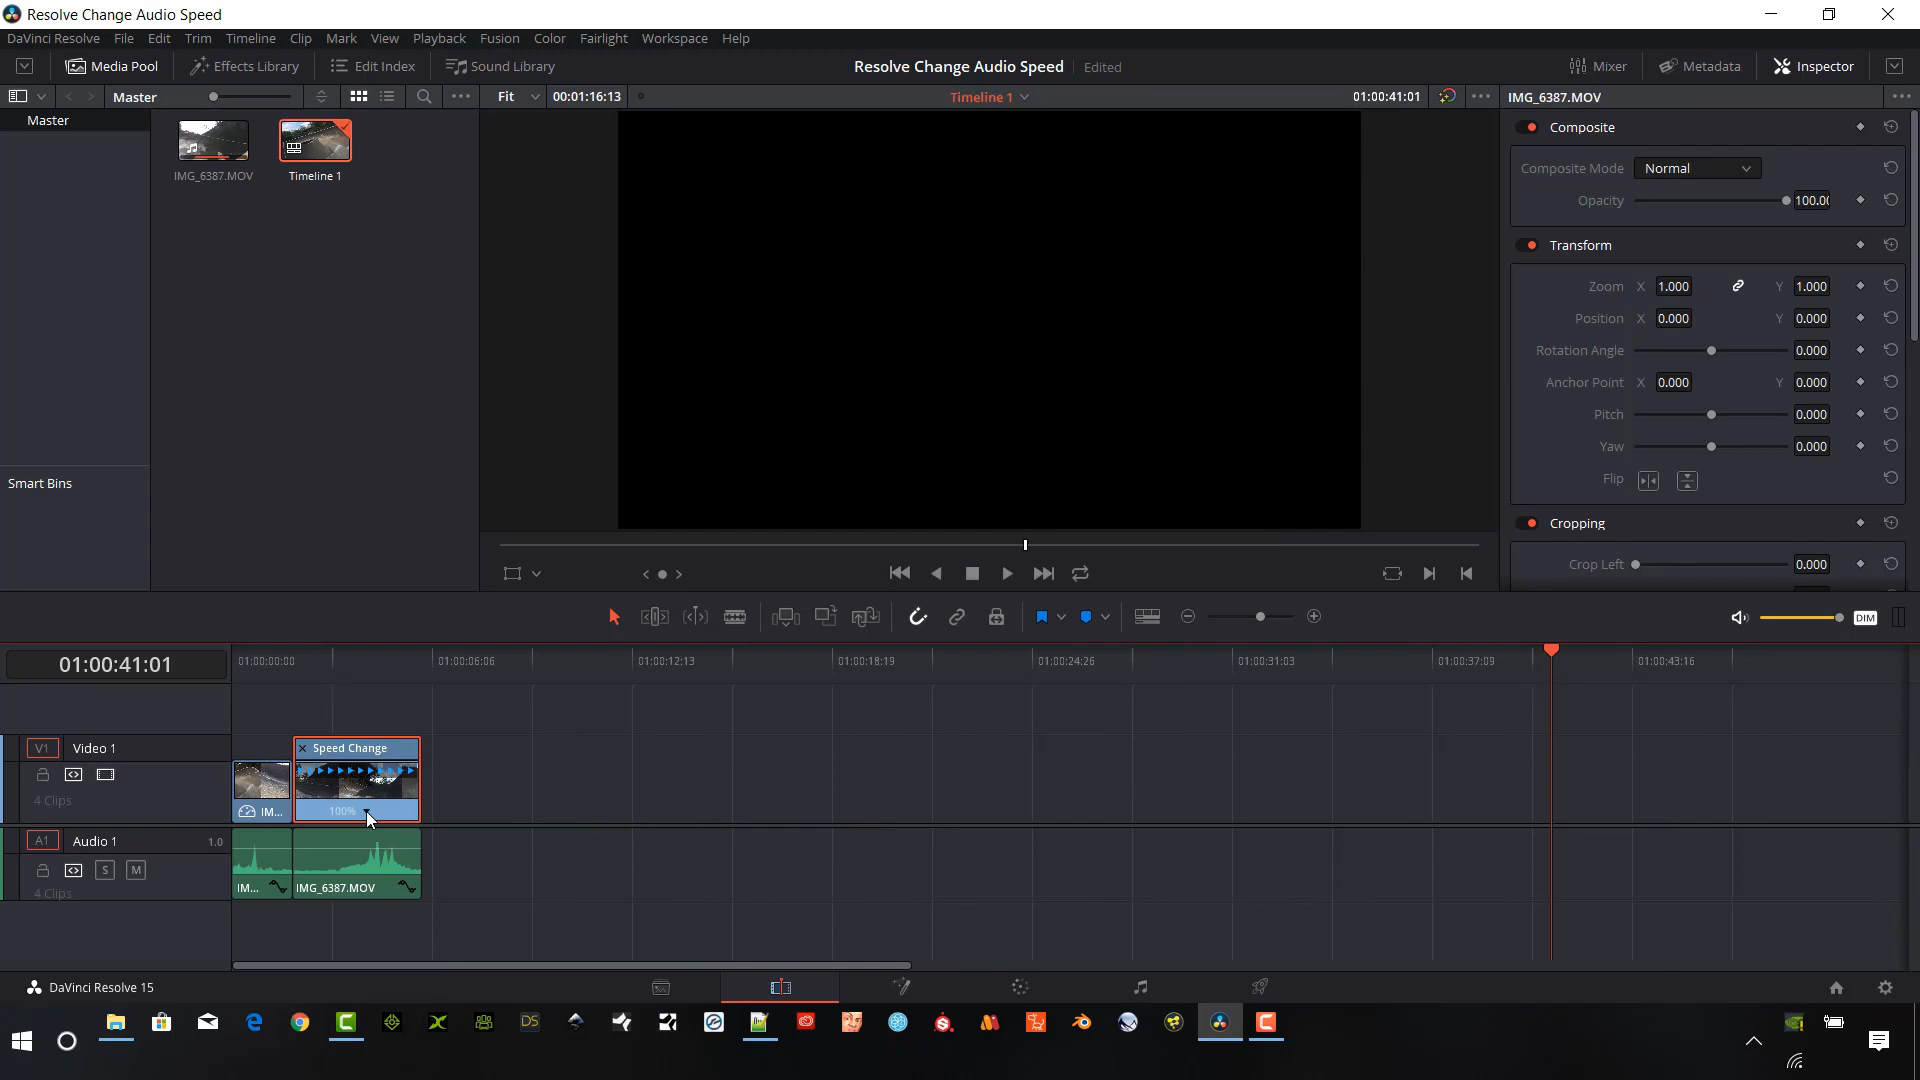 Resolve Change Audio Speed
DaVinci Resolve File Edit Trim Timeline Clip Mark View Playback Fusion Color Fairlight Workspace Help
Media Pool Effects Library Edit Index Sound Library Resolve Change Audio Speed Edited Mixer Metadata Inspector
Master Fit 00:01:16:13 Timeline 1 01:00:41:01 IMG_6387.MOV
Master
IMG_6387.MOV Timeline 1
Smart Bins
Composite
Composite Mode Normal
Opacity 100.00
Transform
Zoom X 1.000 Y 1.000
Position X 0.000 Y 0.000
Rotation Angle 0.000
Anchor Point X 0.000 Y 0.000
Pitch 0.000
Yaw 0.000
Flip
Cropping
Crop Left 0.000
DIM
01:00:41:01 01:00:00:00 01:00:06:06 01:00:12:13 01:00:18:19 01:00:24:26 01:00:31:03 01:00:37:09 01:00:43:16
V1 Video 1 Speed Change
4 Clips IM... 100%
A1 Audio 1 1.0
S M
4 Clips IM... IMG_6387.MOV
DaVinci Resolve 15
DS